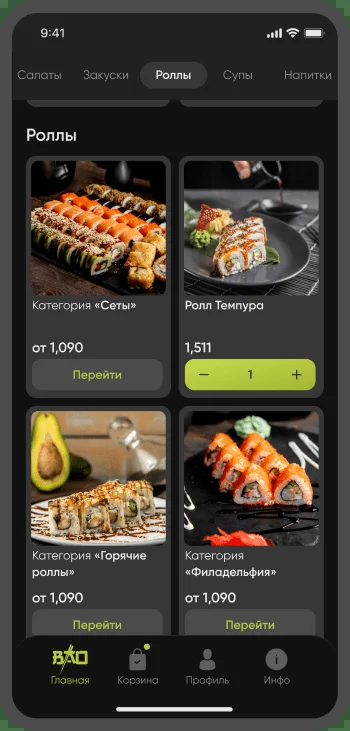 9:41
Салаты Закуски Роллы Супы Напитки
Роллы
Категория «Сеты»
от 1,090
Перейти
Ролл Темпура
1,511
− 1 +
Категория «Горячие
роллы»
от 1,090
Перейти
Категория
«Филадельфия»
от 1,090
Перейти
ВАО
Главная Корзина Профиль Инфо